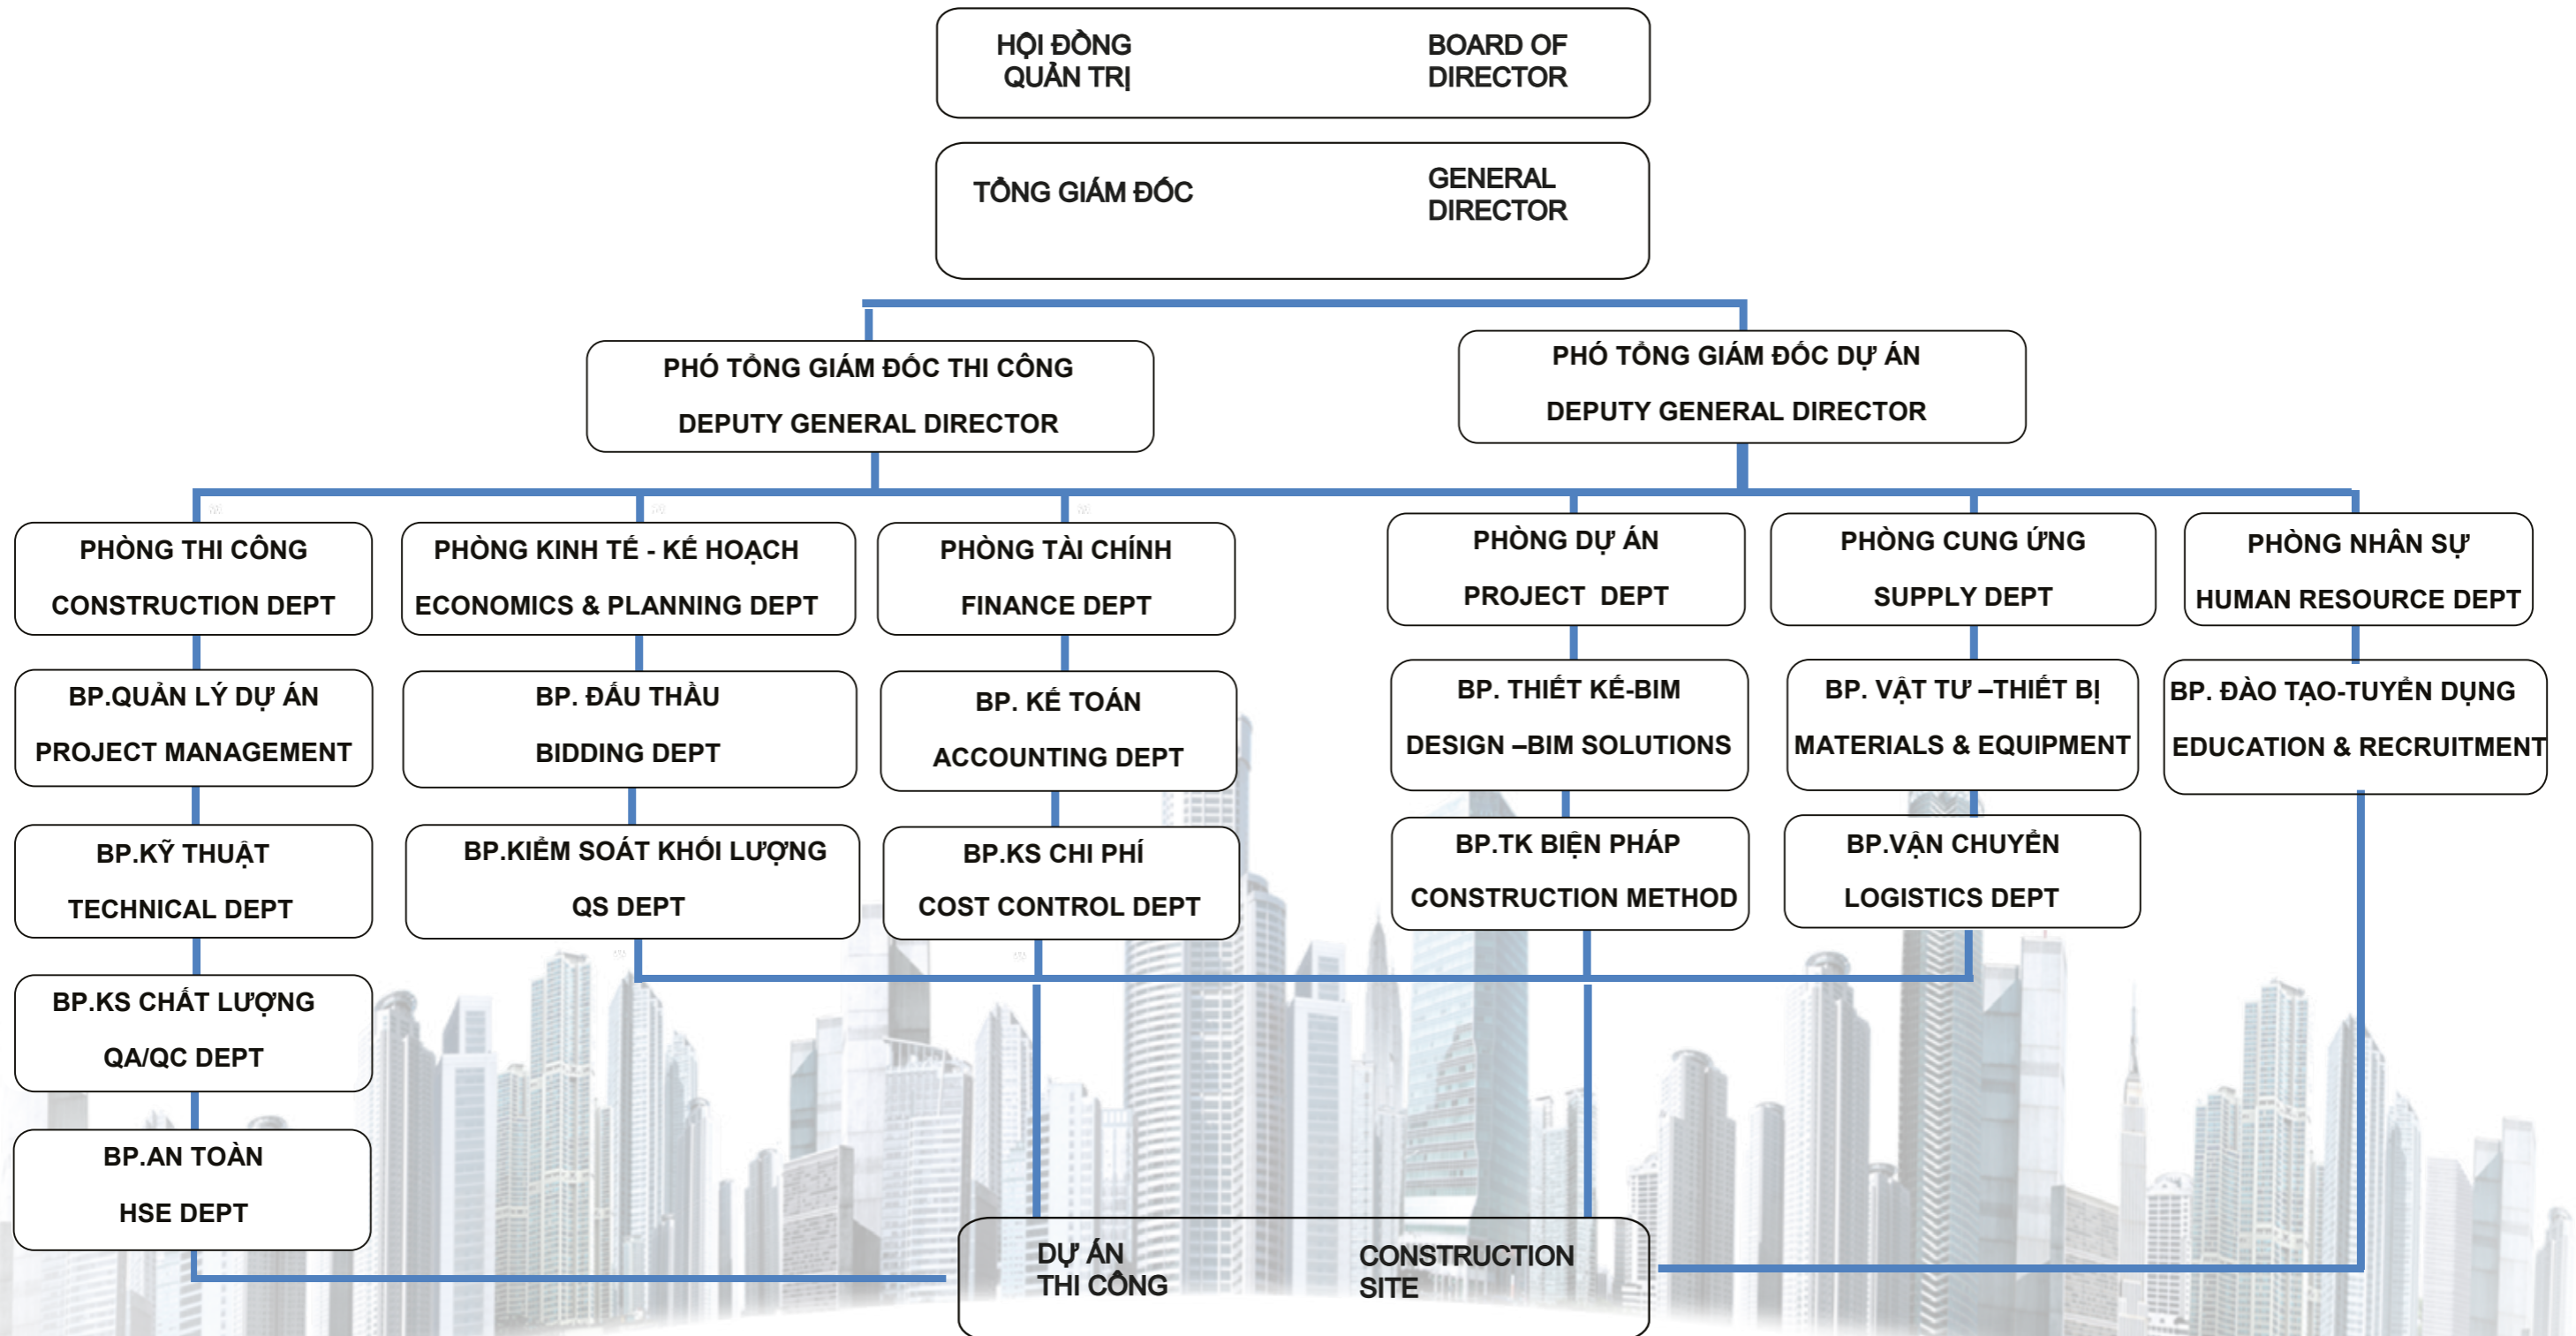 HỘI ĐỒNG
QUẢN TRỊ
BOARD OF
DIRECTOR
TỔNG GIÁM ĐỐC
GENERAL
DIRECTOR
PHÓ TỔNG GIÁM ĐỐC THI CÔNG
DEPUTY GENERAL DIRECTOR
PHÓ TỔNG GIÁM ĐỐC DỰ ÁN
DEPUTY GENERAL DIRECTOR
PHÒNG THI CÔNG
CONSTRUCTION DEPT
PHÒNG KINH TẾ - KẾ HOẠCH
ECONOMICS & PLANNING DEPT
PHÒNG TÀI CHÍNH
FINANCE DEPT
PHÒNG DỰ ÁN
PROJECT DEPT
PHÒNG CUNG ỨNG
SUPPLY DEPT
PHÒNG NHÂN SỰ
HUMAN RESOURCE DEPT
BP.QUẢN LÝ DỰ ÁN
PROJECT MANAGEMENT
BP. ĐẤU THẦU
BIDDING DEPT
BP. KẾ TOÁN
ACCOUNTING DEPT
BP. THIẾT KẾ-BIM
DESIGN –BIM SOLUTIONS
BP. VẬT TƯ –THIẾT BỊ
MATERIALS & EQUIPMENT
BP. ĐÀO TẠO-TUYỂN DỤNG
EDUCATION & RECRUITMENT
BP.KỸ THUẬT
TECHNICAL DEPT
BP.KIỂM SOÁT KHỐI LƯỢNG
QS DEPT
BP.KS CHI PHÍ
COST CONTROL DEPT
BP.TK BIỆN PHÁP
CONSTRUCTION METHOD
BP.VẬN CHUYỂN
LOGISTICS DEPT
BP.KS CHẤT LƯỢNG
QA/QC DEPT
BP.AN TOÀN
HSE DEPT
DỰ ÁN
THI CÔNG
CONSTRUCTION
SITE